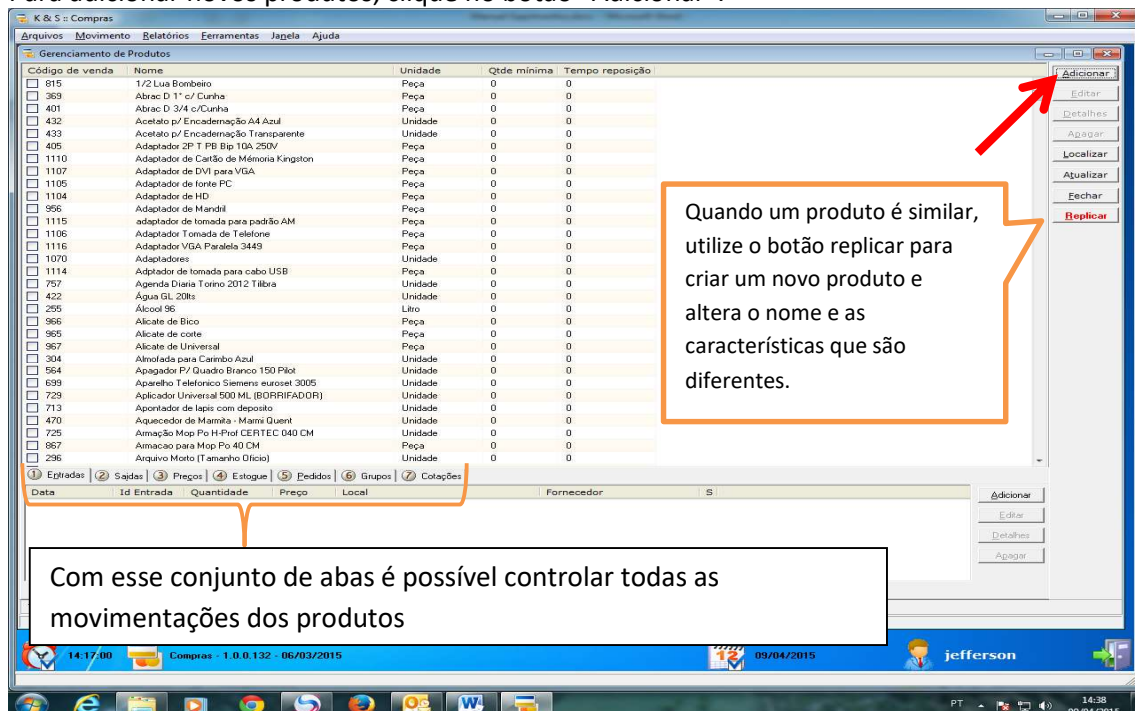 Para adicionar novos produtos, clique no botão "Adicionar".
K & S :: Compras
Arquivos Movimento Relatórios Ferramentas Janela Ajuda
Gerenciamento de Produtos
Código de venda Nome Unidade Qtde mínima Tempo reposição
815 1/2 Lua Bombeiro Peça 0 0
369 Abrac D 1" c/ Cunha Peça 0 0
401 Abrac D 3/4 c/Cunha Peça 0 0
432 Acetato p/ Encadernação A4 Azul Unidade 0 0
433 Acetato p/ Encadernação Transparente Unidade 0 0
405 Adaptador 2P T PB Bip 10A 250V Peça 0 0
1110 Adaptador de Cartão de Mémoria Kingston Peça 0 0
1107 Adaptador de DVI para VGA Peça 0 0
1105 Adaptador de fonte PC Peça 0 0
1104 Adaptador de HD Peça 0 0
956 Adaptador de Mandril Peça 0 0
1115 adaptador de tomada para padrão AM Peça 0 0
1106 Adaptador Tomada de Telefone Peça 0 0
1116 Adaptador VGA Paralela 3449 Peça 0 0
1070 Adaptadores Unidade 0 0
1114 Adptador de tomada para cabo USB Peça 0 0
757 Agenda Diaria Torino 2012 Tilibra Unidade 0 0
422 Água GL 20lts Unidade 0 0
255 Álcool 96 Litro 0 0
966 Alicate de Bico Peça 0 0
965 Alicate de corte Peça 0 0
967 Alicate de Universal Peça 0 0
304 Almofada para Carimbo Azul Unidade 0 0
564 Apagador P/ Quadro Branco 150 Pilot Unidade 0 0
699 Aparelho Telefonico Siemens euroset 3005 Unidade 0 0
729 Aplicador Universal 500 ML (BORRIFADOR) Unidade 0 0
713 Apontador de lapis com deposito Unidade 0 0
470 Aquecedor de Marmita - Marmi Quent Unidade 0 0
725 Armação Mop Po H-Prof CERTEC 040 CM Unidade 0 0
867 Armacao para Mop Po 40 CM Peça 0 0
296 Arquivo Morto (Tamanho Oficio) Unidade 0 0
Adicionar
Editar
Detalhes
Apagar
Localizar
Atualizar
Fechar
Replicar
Quando um produto é similar,
utilize o botão replicar para
criar um novo produto e
altera o nome e as
características que são
diferentes.
1 Entradas 2 Saidas 3 Preços 4 Estoque 5 Pedidos 6 Grupos 7 Cotações
Data Id Entrada Quantidade Preço Local Fornecedor S
Adicionar
Editar
Detalhes
Apagar
Com esse conjunto de abas é possível controlar todas as
movimentações dos produtos
14:17:00 Compras - 1.0.0.132 - 06/03/2015 12 09/04/2015 jefferson
PT 14:38
09/04/2015